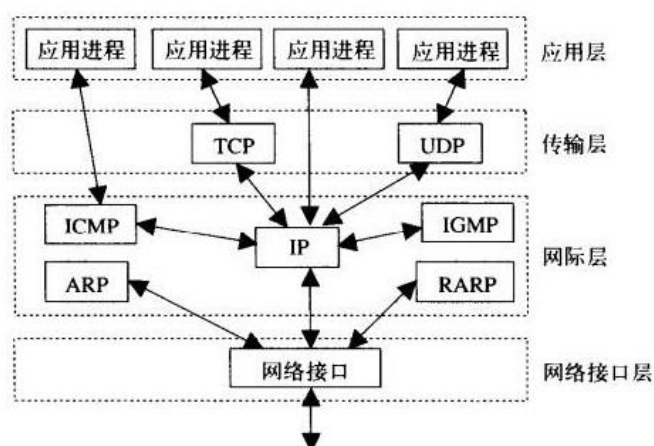 应用进程 应用进程 应用进程 应用进程 应用层
TCP UDP 传输层
ICMP IP IGMP
网际层
ARP RARP
网络接口 网络接口层